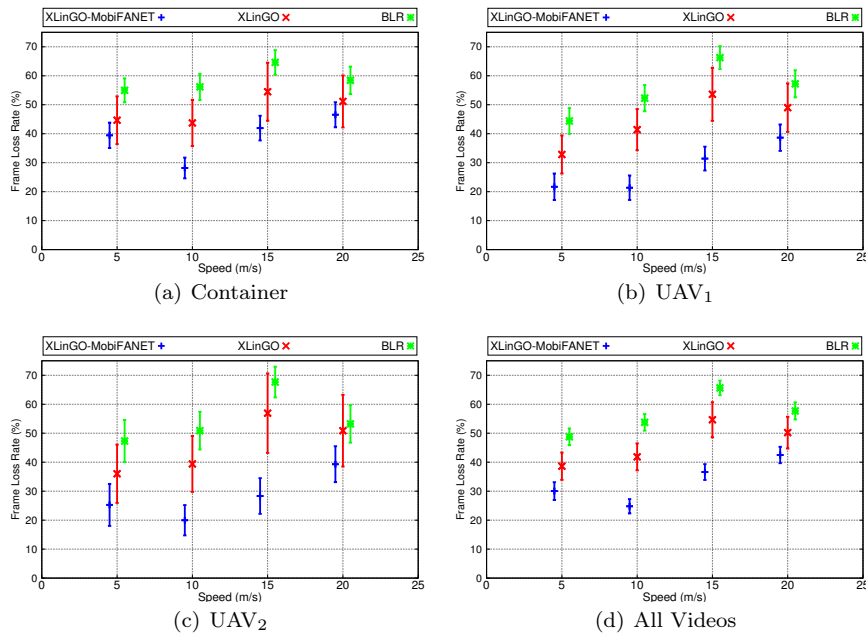 XLinGO-MobiFANET XLinGO BLR
70
60
50
40
30
20
10
0
Frame Loss Rate (%)
0 5 10 15 20 25
Speed (m/s)
(a) Container
XLinGO-MobiFANET XLinGO BLR
70
60
50
40
30
20
10
0
Frame Loss Rate (%)
0 5 10 15 20 25
Speed (m/s)
(b) UAV1
XLinGO-MobiFANET XLinGO BLR
70
60
50
40
30
20
10
0
Frame Loss Rate (%)
0 5 10 15 20 25
Speed (m/s)
(c) UAV2
XLinGO-MobiFANET XLinGO BLR
70
60
50
40
30
20
10
0
Frame Loss Rate (%)
0 5 10 15 20 25
Speed (m/s)
(d) All Videos